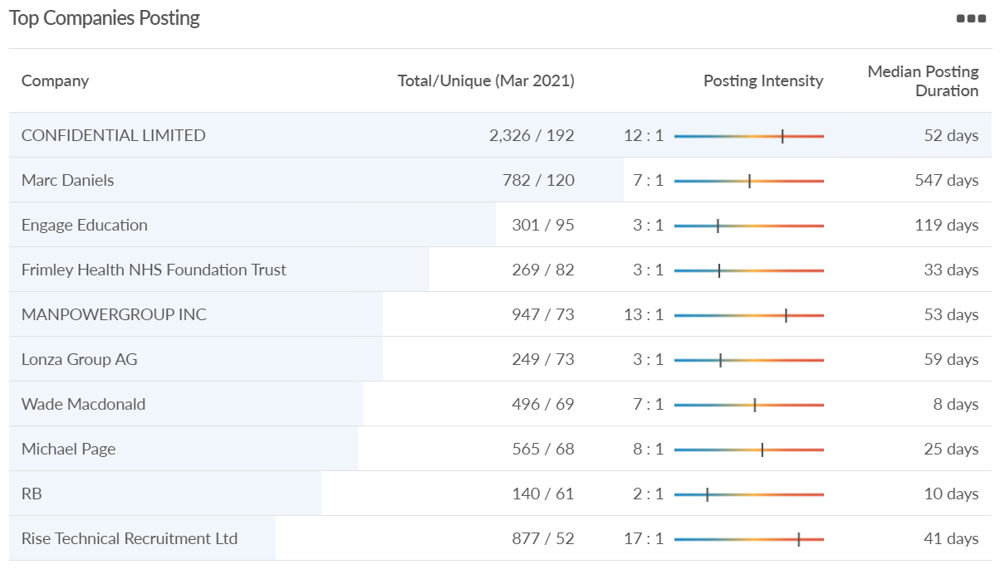 Top Companies Posting
Company Total/Unique (Mar 2021) Posting Intensity Median Posting
Duration
CONFIDENTIAL LIMITED 2,326 / 192 12 : 1 52 days
Marc Daniels 782 / 120 7 : 1 547 days
Engage Education 301 / 95 3 : 1 119 days
Frimley Health NHS Foundation Trust 269 / 82 3 : 1 33 days
MANPOWERGROUP INC 947 / 73 13 : 1 53 days
Lonza Group AG 249 / 73 3 : 1 59 days
Wade Macdonald 496 / 69 7 : 1 8 days
Michael Page 565 / 68 8 : 1 25 days
RB 140 / 61 2 : 1 10 days
Rise Technical Recruitment Ltd 877 / 52 17 : 1 41 days